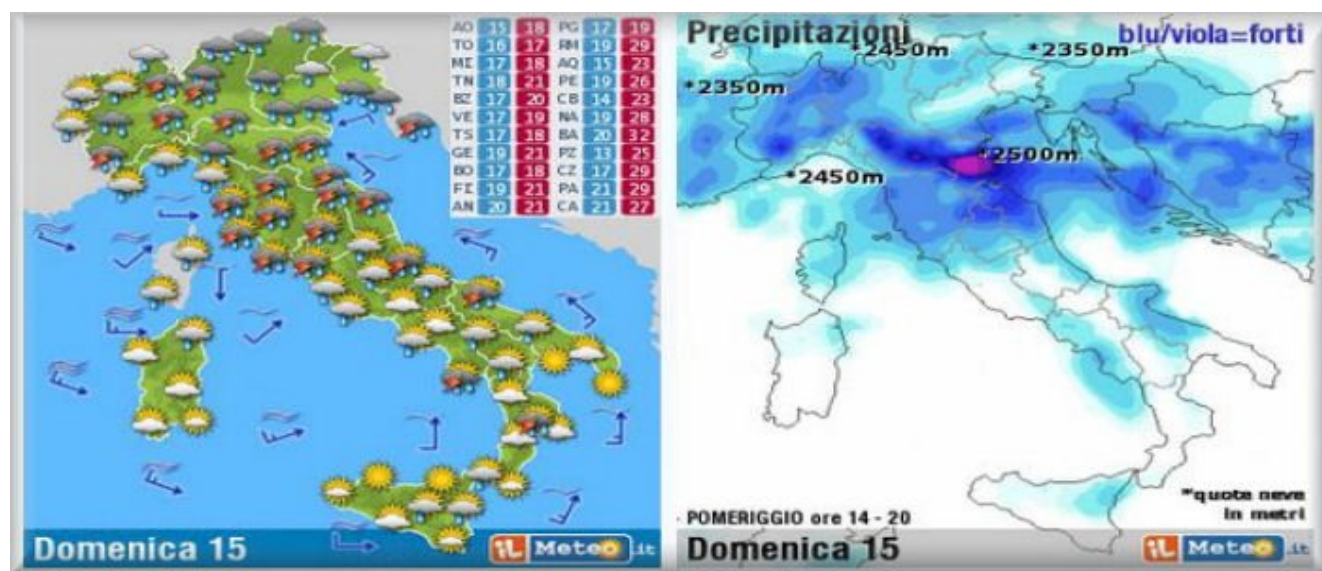 AO 15 18 PG 17 19
TO 16 17 RM 19 29
MI 17 18 AQ 15 23
TN 18 21 PE 19 26
BZ 17 20 CB 14 23
VE 17 19 NA 19 28
TS 17 18 BA 20 32
GE 19 21 PZ 13 25
BO 17 18 CZ 17 29
FI 19 21 PA 21 29
AN 20 21 CA 21 27
Domenica 15
iL Meteo.it
Precipitazioni
blu/viola=forti
*2450m
*2350m
*2350m
*2500m
*2450m
*quote neve
in metri
- POMERIGGIO ore 14 - 20
Domenica 15
iL Meteo.it